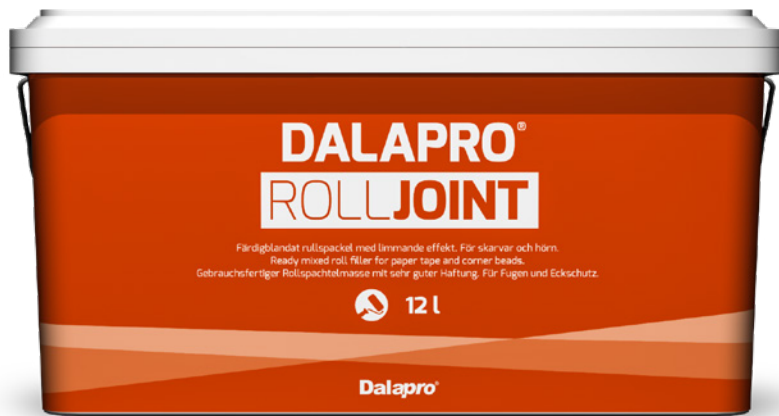 DALAPRO®
ROLLJOINT
Färdigblandat rullspackel med limmande effekt. För skarvar och hörn.
Ready mixed roll filler for paper tape and corner beads.
Gebrauchsfertiger Rollspachtelmasse mit sehr guter Haftung. Für Fugen und Eckschutz.
12 l
Dalapro®